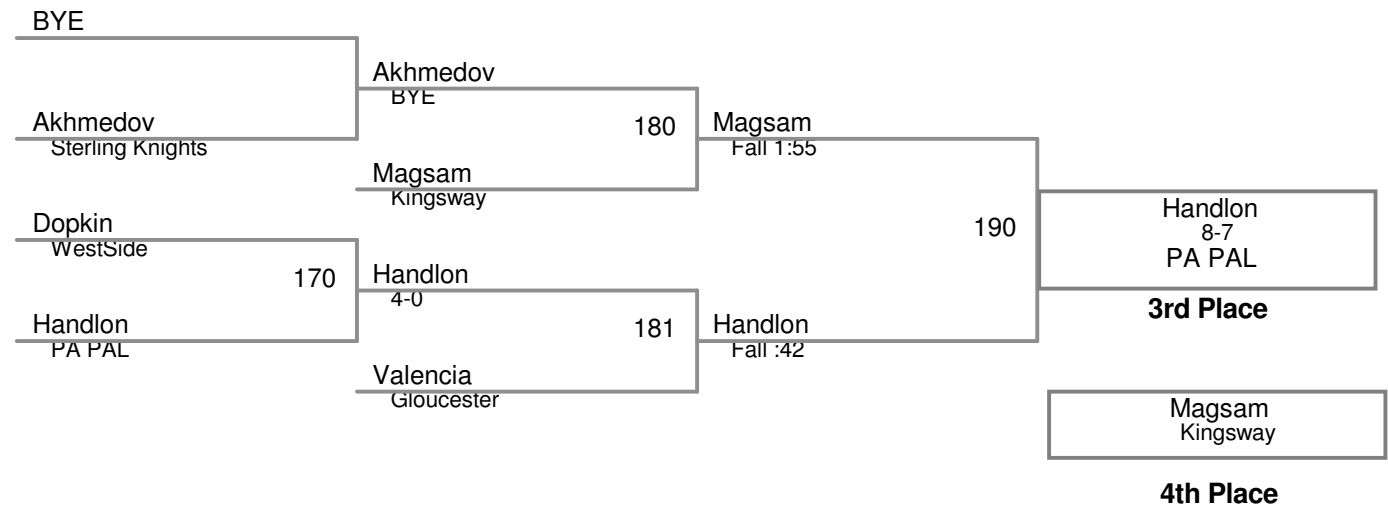 BYE
Akhmedov
BYE
Akhmedov
Sterling Knights
180
Magsam
Fall 1:55
Magsam
Kingsway
Dopkin
WestSide
190
Handlon
8-7
PA PAL
3rd Place
170
Handlon
4-0
Handlon
PA PAL
181
Handlon
Fall :42
Valencia
Gloucester
Magsam
Kingsway
4th Place